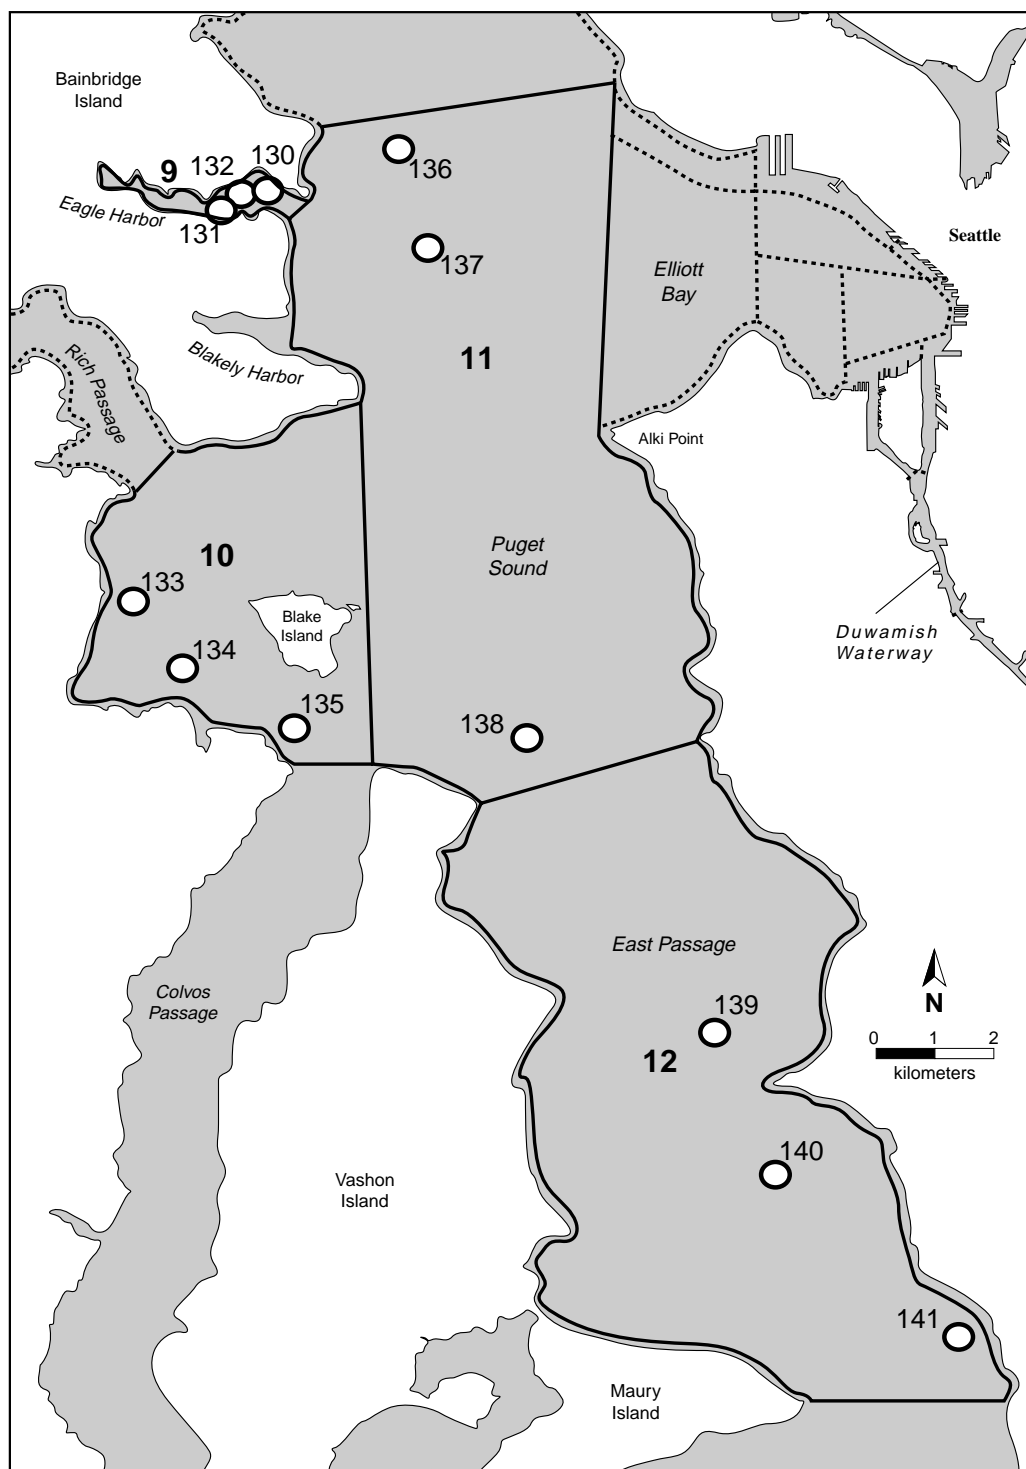 Bainbridge
Island
9
132
130
136
Eagle Harbor
131
137
Seattle
Elliott
Bay
Rich Passage
Blakely Harbor
11
Alki Point
10
Puget
Sound
133
Blake
Island
134
Duwamish
Waterway
135
138
East Passage
Colvos
Passage
139
N
0 1 2
kilometers
12
140
Vashon
Island
141
Maury
Island